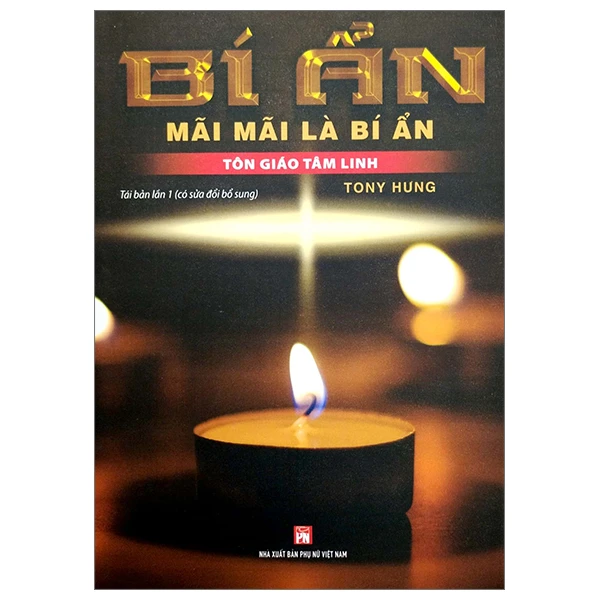 BÍ ẨN
MÃI MÃI LÀ BÍ ẨN
TÔN GIÁO TÂM LINH
TONY HUNG
Tái bản lần 1 (có sửa đổi bổ sung)
PN
NHÀ XUẤT BẢN PHỤ NỮ VIỆT NAM